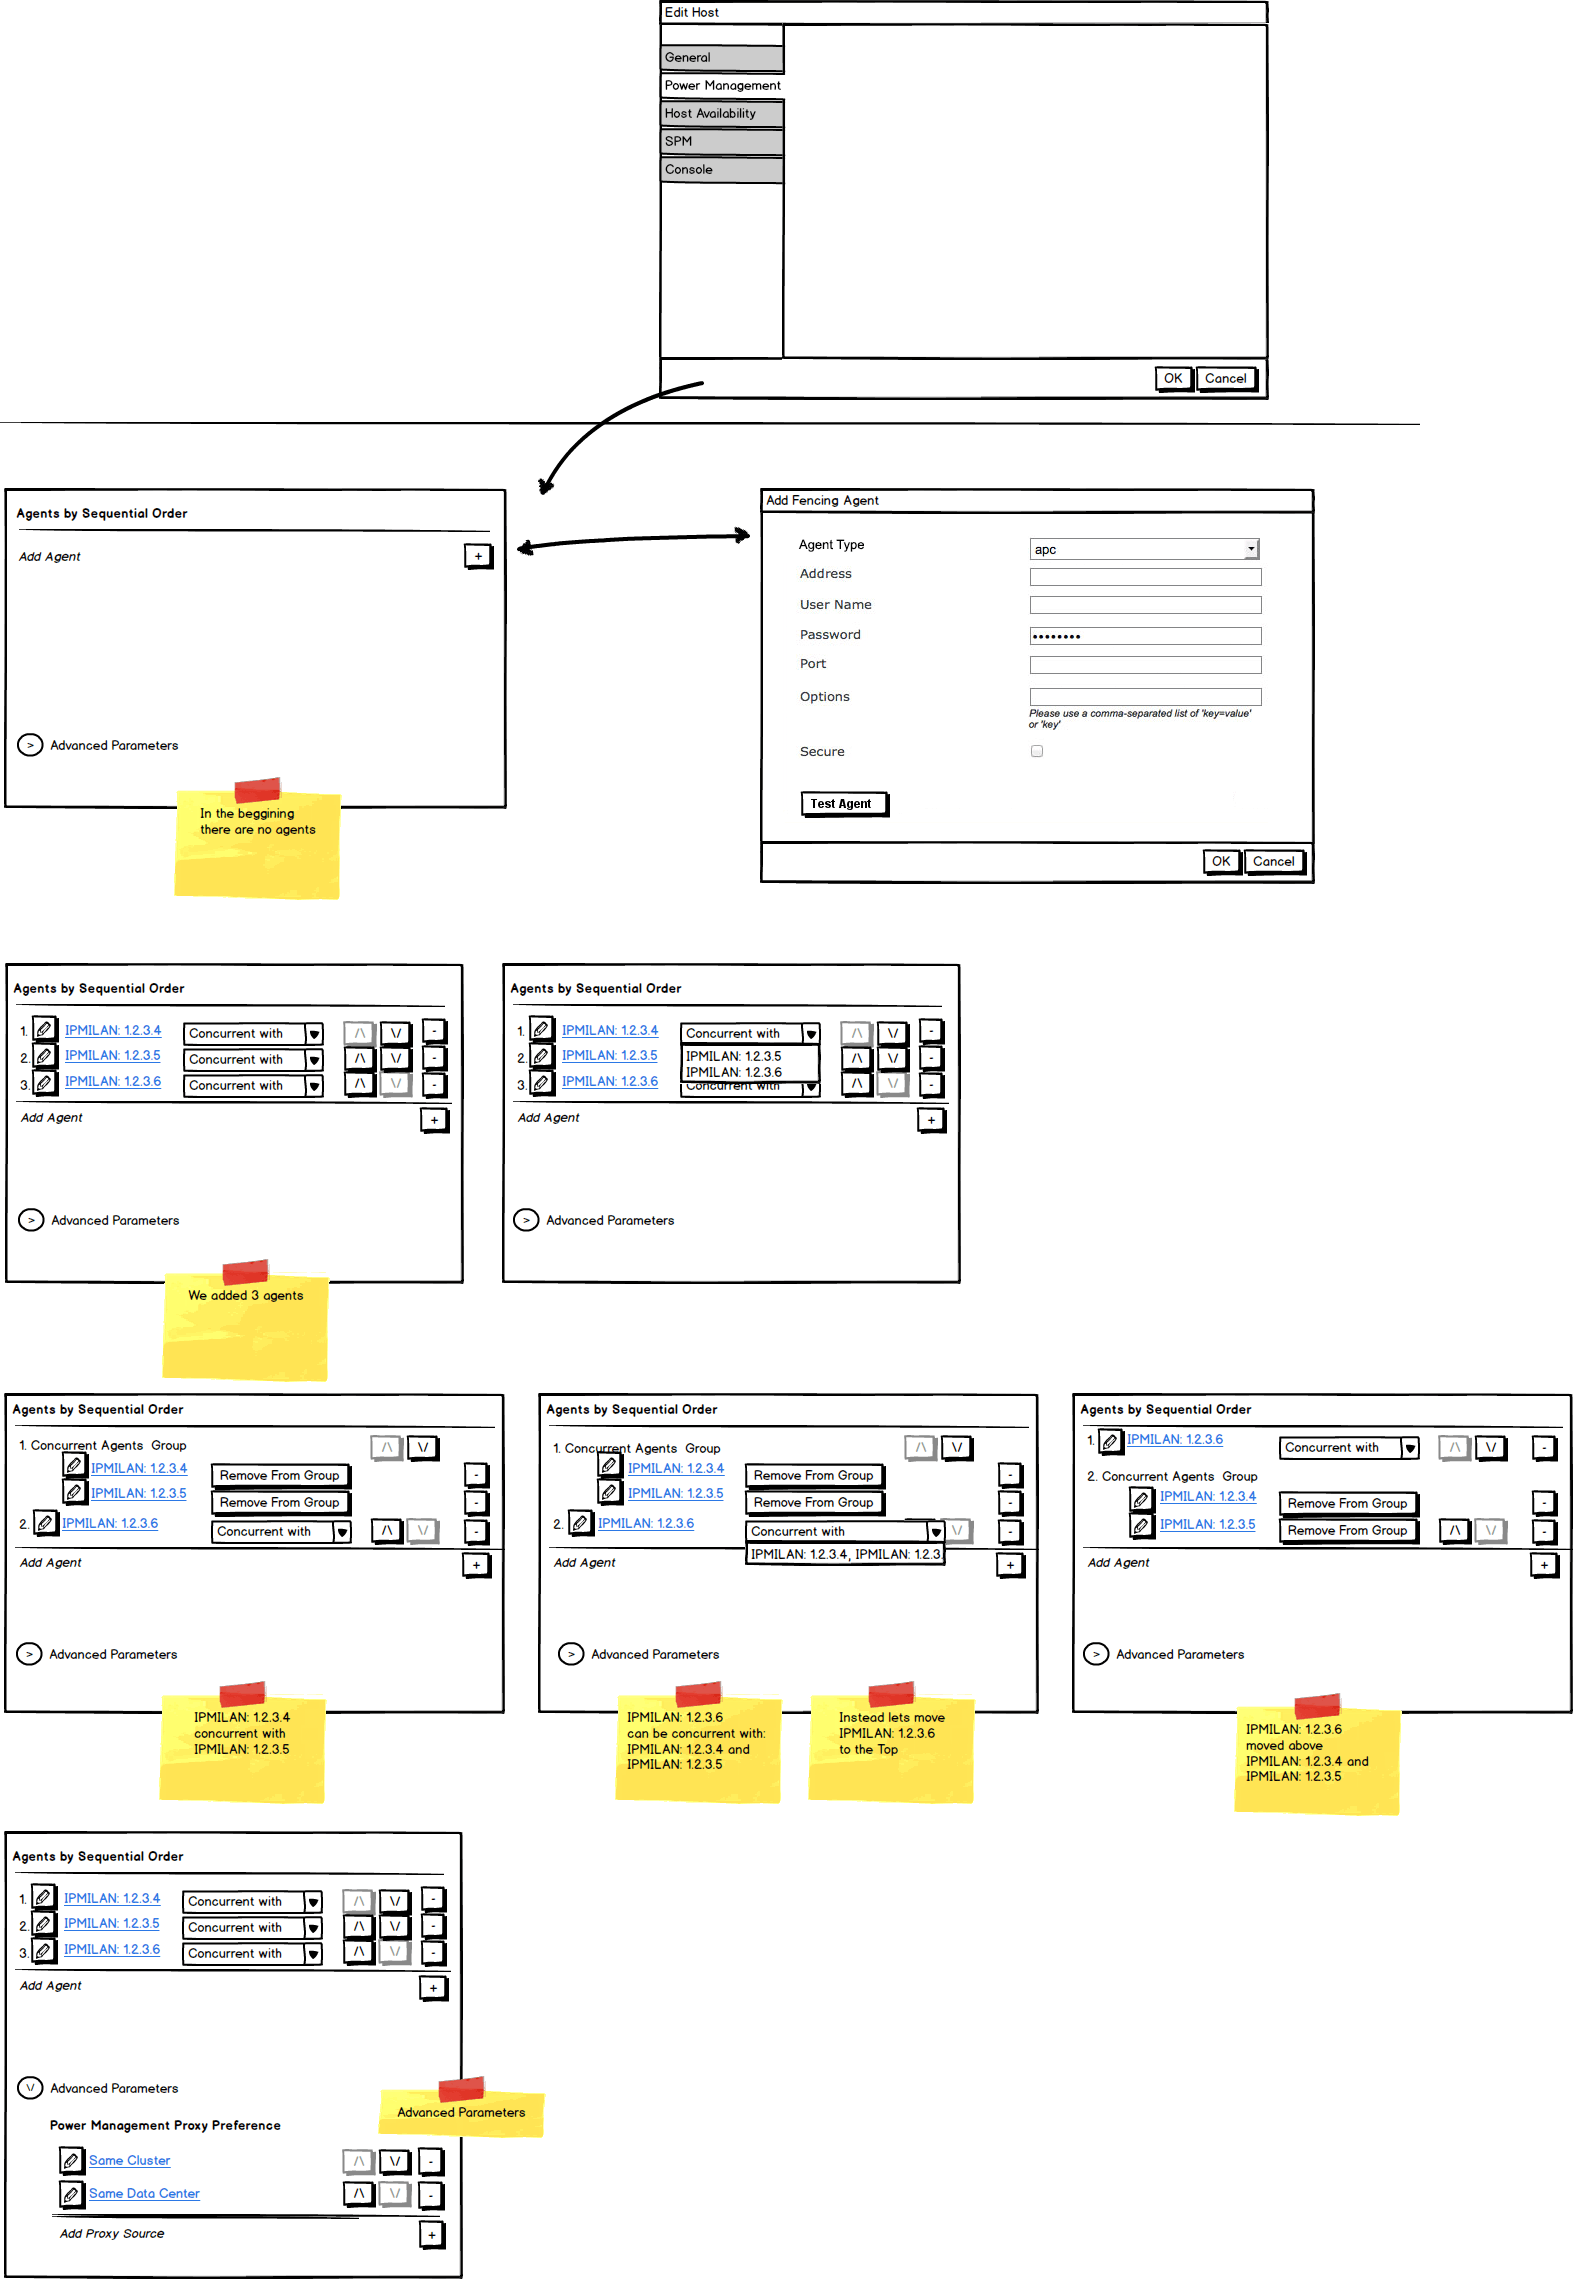 Edit Host
General
Power Management
Host Availability
SPM
Console
OK Cancel
Agents by Sequential Order
Add Agent +
> Advanced Parameters
In the beggining
there are no agents
Add Fencing Agent
Agent Type apc
Address
User Name
Password ••••••••
Port
Options
Please use a comma-separated list of 'key=value'
or 'key'
Secure
Test Agent
OK Cancel
Agents by Sequential Order
1. IPMILAN: 1.2.3.4 Concurrent with /\ \/ -
2. IPMILAN: 1.2.3.5 Concurrent with /\ \/ -
3. IPMILAN: 1.2.3.6 Concurrent with /\ \/ -
Add Agent +
> Advanced Parameters
We added 3 agents
Agents by Sequential Order
1. IPMILAN: 1.2.3.4 Concurrent with /\ \/ -
2. IPMILAN: 1.2.3.5 IPMILAN: 1.2.3.5 /\ \/ -
IPMILAN: 1.2.3.6
3. IPMILAN: 1.2.3.6 Concurrent with /\ \/ -
Add Agent +
> Advanced Parameters
Agents by Sequential Order
1. Concurrent Agents Group /\ \/
IPMILAN: 1.2.3.4 Remove From Group -
IPMILAN: 1.2.3.5 Remove From Group -
2. IPMILAN: 1.2.3.6 Concurrent with /\ \/ -
Add Agent +
> Advanced Parameters
IPMILAN: 1.2.3.4
concurrent with
IPMILAN: 1.2.3.5
Agents by Sequential Order
1. Concurrent Agents Group /\ \/
IPMILAN: 1.2.3.4 Remove From Group -
IPMILAN: 1.2.3.5 Remove From Group -
2. IPMILAN: 1.2.3.6 Concurrent with \/ -
IPMILAN: 1.2.3.4, IPMILAN: 1.2.3.
Add Agent +
> Advanced Parameters
IPMILAN: 1.2.3.6
can be concurrent with:
IPMILAN: 1.2.3.4 and
IPMILAN: 1.2.3.5
Instead lets move
IPMILAN: 1.2.3.6
to the Top
Agents by Sequential Order
1. IPMILAN: 1.2.3.6 Concurrent with /\ \/ -
2. Concurrent Agents Group
IPMILAN: 1.2.3.4 Remove From Group -
IPMILAN: 1.2.3.5 Remove From Group /\ \/ -
Add Agent +
> Advanced Parameters
IPMILAN: 1.2.3.6
moved above
IPMILAN: 1.2.3.4 and
IPMILAN: 1.2.3.5
Agents by Sequential Order
1. IPMILAN: 1.2.3.4 Concurrent with /\ \/ -
2. IPMILAN: 1.2.3.5 Concurrent with /\ \/ -
3. IPMILAN: 1.2.3.6 Concurrent with /\ \/ -
Add Agent +
\/ Advanced Parameters
Advanced Parameters
Power Management Proxy Preference
Same Cluster /\ \/ -
Same Data Center /\ \/ -
Add Proxy Source +